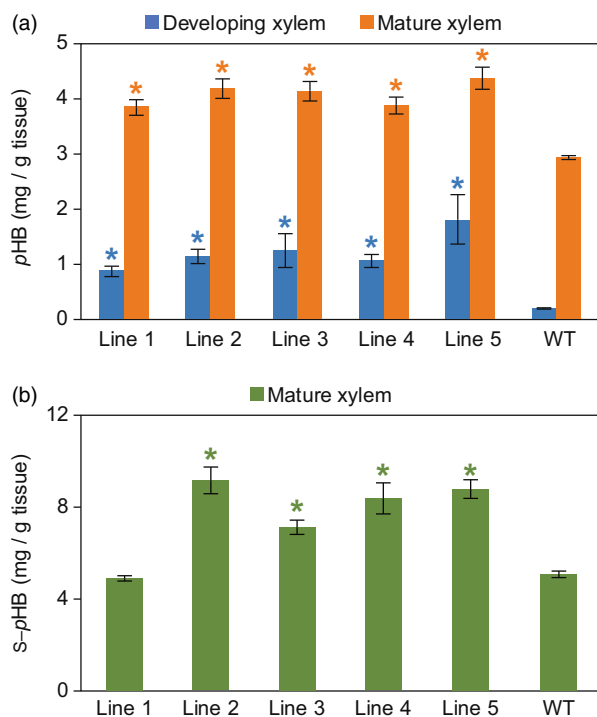 (a)
Developing xylem Mature xylem
pHB (mg / g tissue)
5
4
3
2
1
0
* * * * *
* * * * *
Line 1 Line 2 Line 3 Line 4 Line 5 WT
(b)
Mature xylem
S–pHB (mg / g tissue)
12
8
4
0
* * * *
Line 1 Line 2 Line 3 Line 4 Line 5 WT